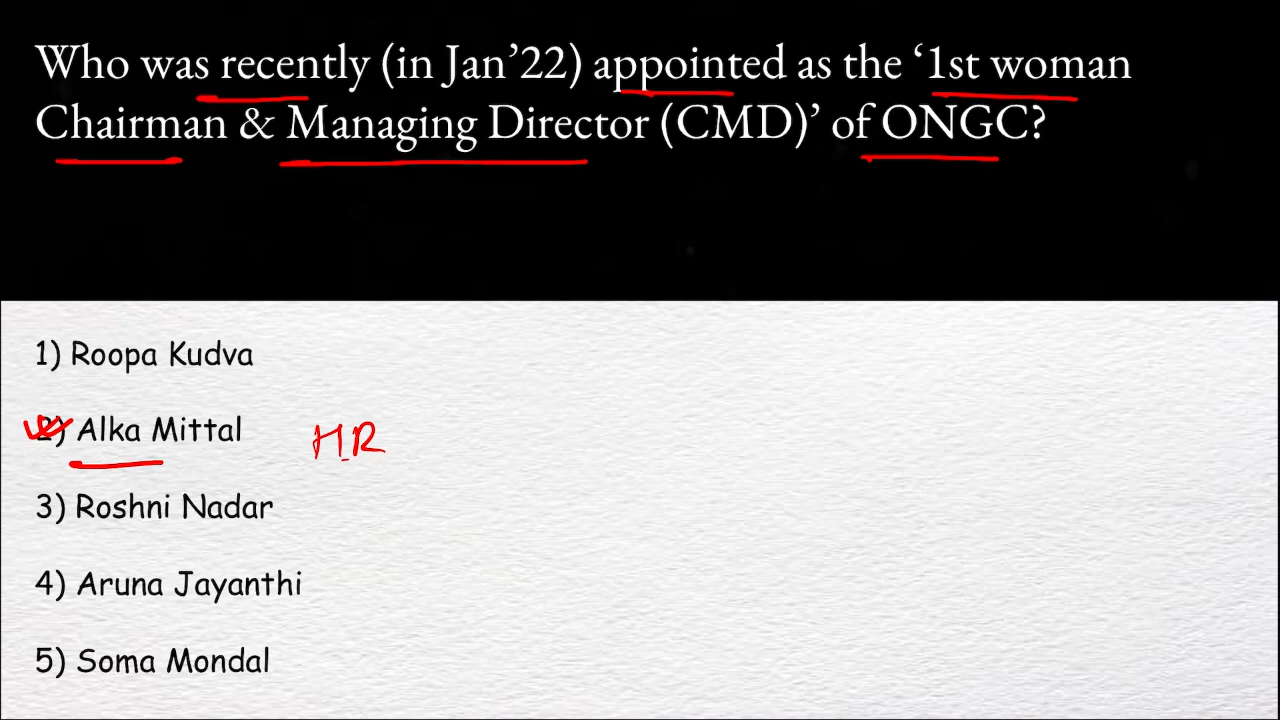 Who was recently (in Jan’22) appointed as the ‘1st woman
Chairman & Managing Director (CMD)’ of ONGC?
1) Roopa Kudva
2) Alka Mittal HR
3) Roshni Nadar
4) Aruna Jayanthi
5) Soma Mondal